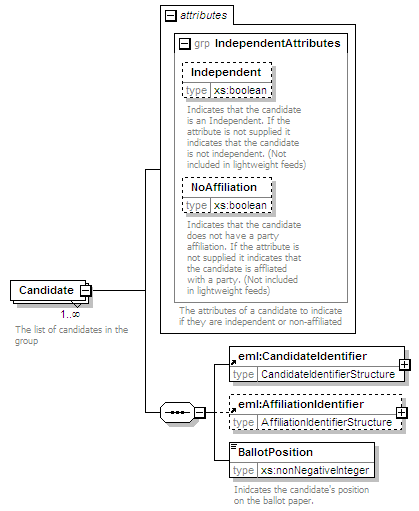 attributes
grp IndependentAttributes
Independent
type xs:boolean
Indicates that the candidate
is an Independent. If the
attribute is not supplied it
indicates that the candidate
is not independent. (Not
included in lightweight feeds)
NoAffiliation
type xs:boolean
Indicates that the candidate
does not have a party
affiliation. If the attribute is
not supplied it indicates that
the candidate is affliated
with a party. (Not included
in lightweight feeds)
The attributes of a candidate to indicate
if they are independent or non-affiliated
Candidate
1..∞
The list of candidates in the
group
eml:CandidateIdentifier
type CandidateIdentifierStructure
eml:AffiliationIdentifier
type AffiliationIdentifierStructure
BallotPosition
type xs:nonNegativeInteger
Inidcates the candidate's position
on the ballot paper.